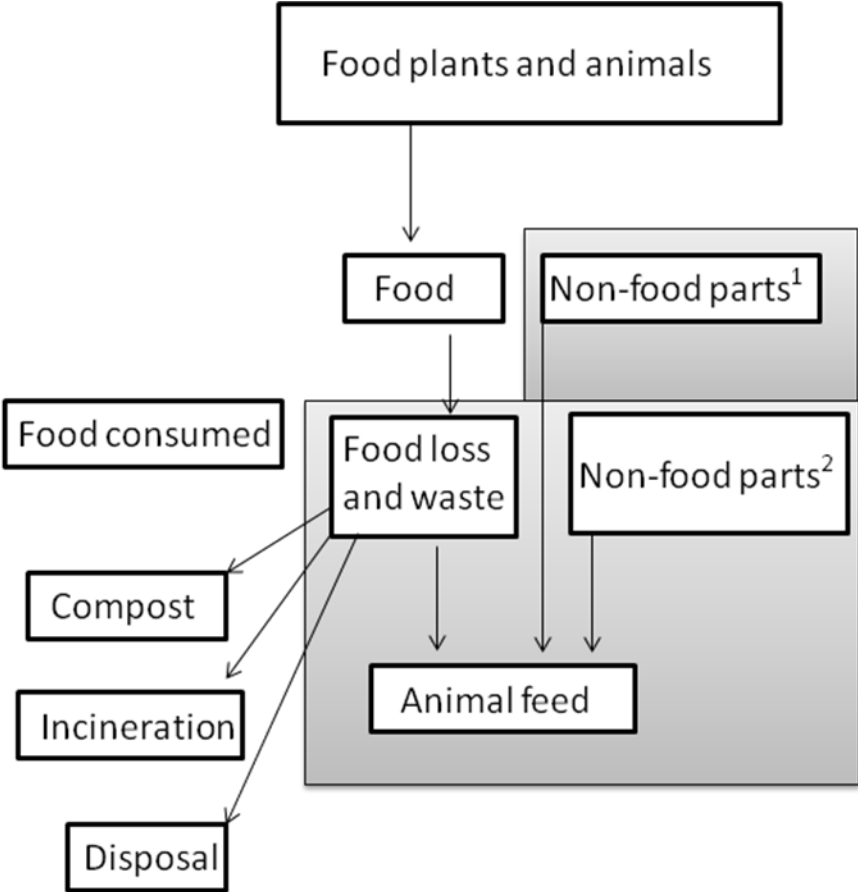 Food plants and animals
Food
Non-food parts¹
Food consumed
Food loss
and waste
Non-food parts²
Compost
Animal feed
Incineration
Disposal